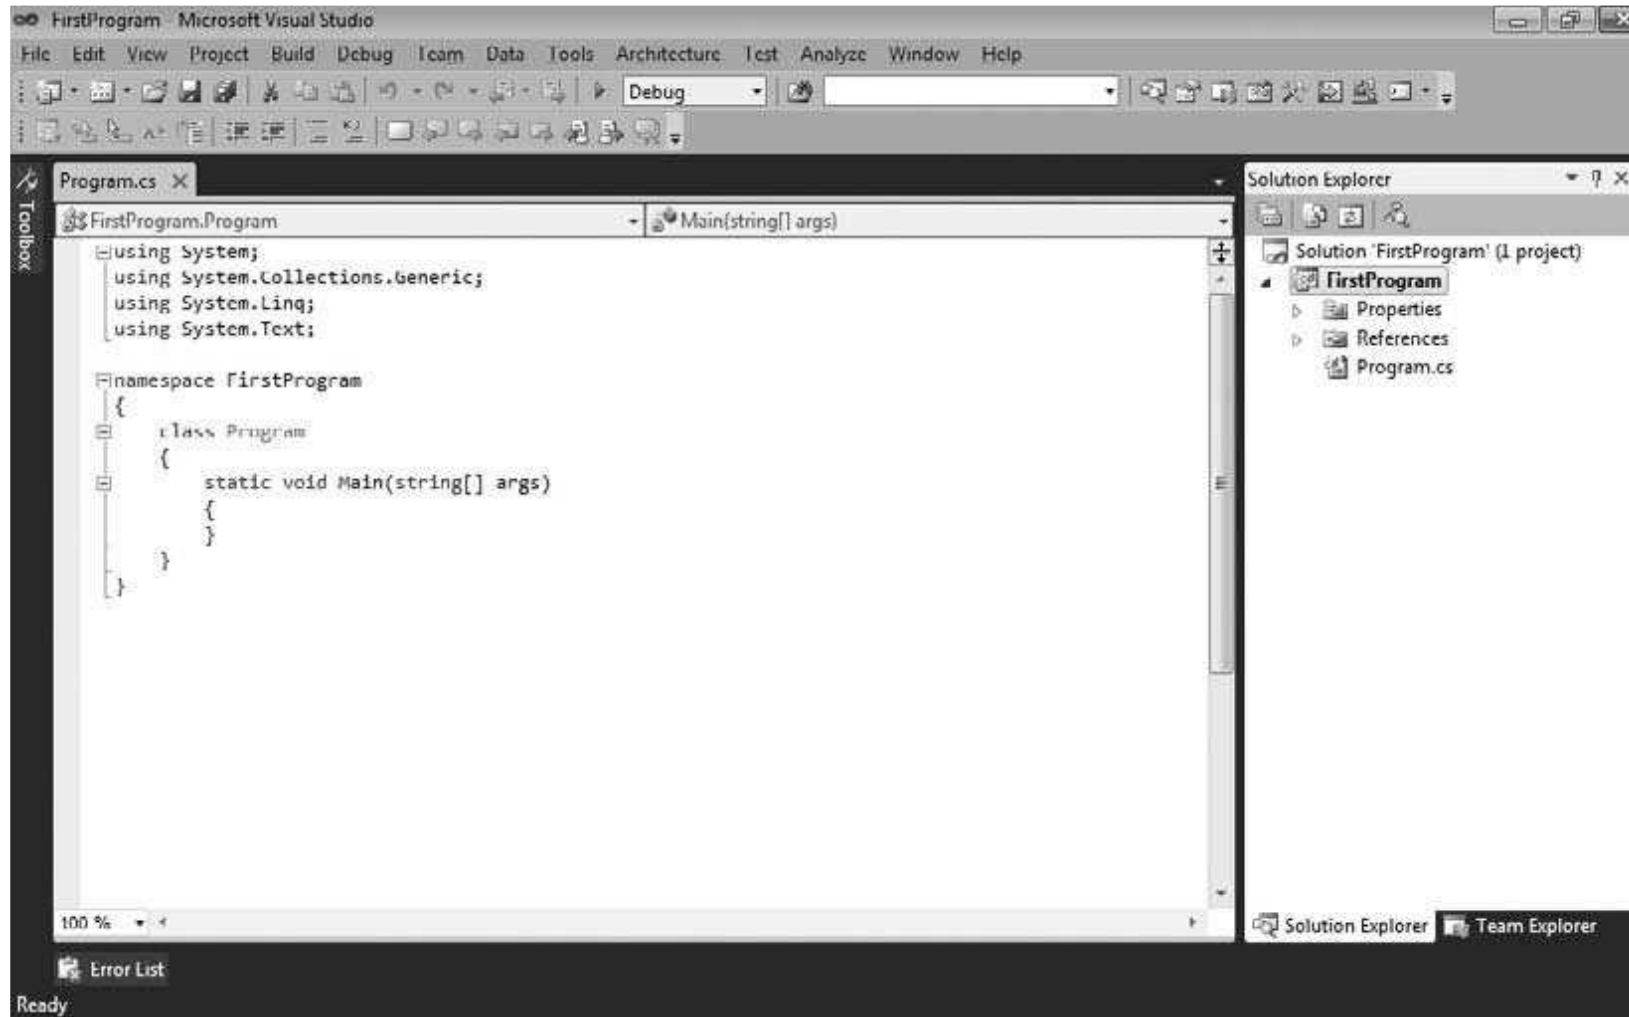 FirstProgram Microsoft Visual Studio
File Edit View Project Build Debug Team Data Tools Architecture Test Analyze Window Help
Debug
Toolbox
Program.cs
FirstProgram.Program
Main(string[] args)
using System;
using System.Collections.Generic;
using System.Linq;
using System.Text;
namespace FirstProgram
{
class Program
{
static void Main(string[] args)
{
}
}
}
100 %
Solution Explorer
Solution 'FirstProgram' (1 project)
FirstProgram
Properties
References
Program.cs
Solution Explorer
Team Explorer
Error List
Ready